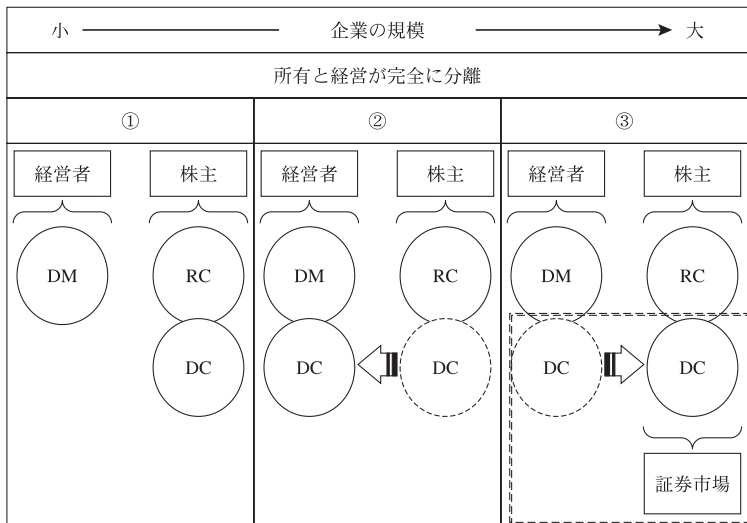 小 企業の規模 大
所有と経営が完全に分離
① ② ③
経営者 株主 経営者 株主 経営者 株主
DM RC DM RC DM RC
DC DC DC DC DC
証券市場